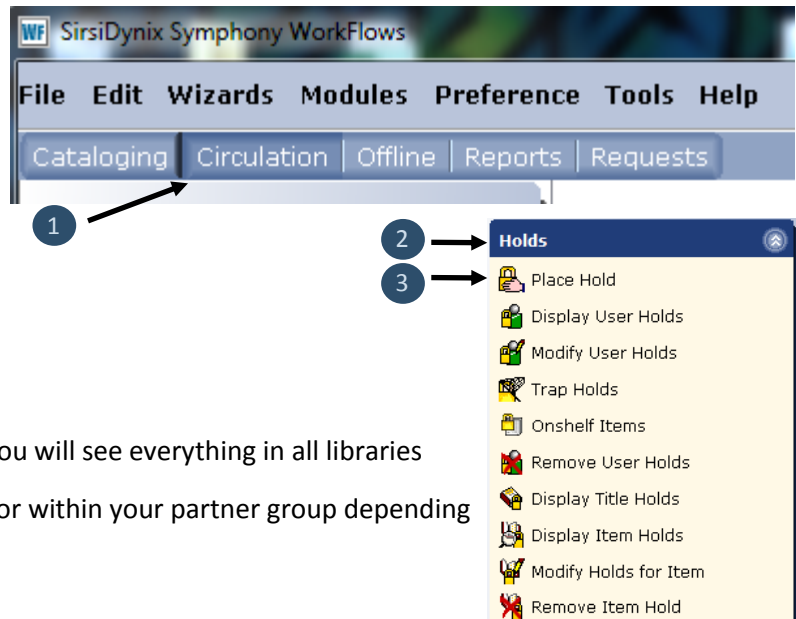 WF SirsiDynix Symphony WorkFlows
File Edit Wizards Modules Preference Tools Help
Cataloging Circulation Offline Reports Requests
1
2 Holds
3 Place Hold
Display User Holds
Modify User Holds
Trap Holds
Onshelf Items
Remove User Holds
Display Title Holds
Display Item Holds
Modify Holds for Item
Remove Item Hold
ou will see everything in all libraries
or within your partner group depending